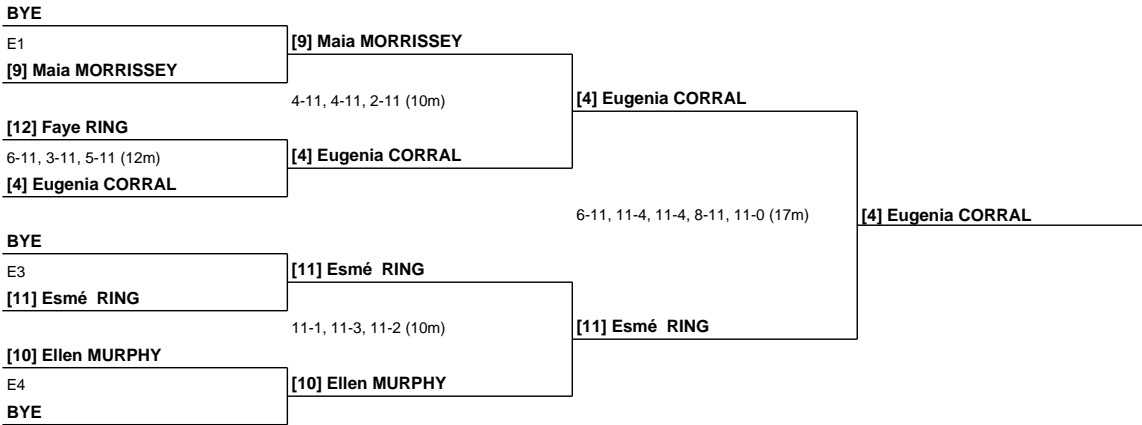 BYE
E1
[9] Maia MORRISSEY
[9] Maia MORRISSEY
4-11, 4-11, 2-11 (10m)
[4] Eugenia CORRAL
[12] Faye RING
6-11, 3-11, 5-11 (12m)
[4] Eugenia CORRAL
[4] Eugenia CORRAL
6-11, 11-4, 11-4, 8-11, 11-0 (17m)
[4] Eugenia CORRAL
BYE
E3
[11] Esmé  RING
[11] Esmé  RING
11-1, 11-3, 11-2 (10m)
[11] Esmé  RING
[10] Ellen MURPHY
E4
[10] Ellen MURPHY
BYE